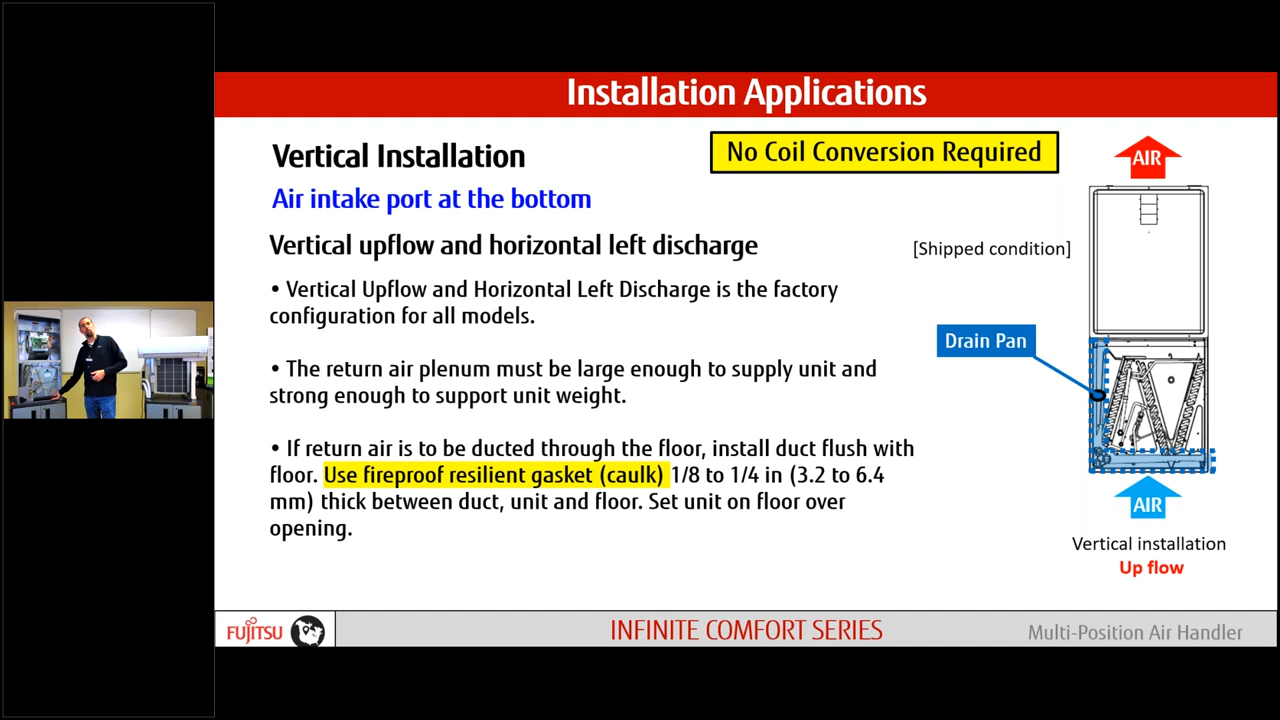 Installation Applications
Vertical Installation
No Coil Conversion Required
AIR
Air intake port at the bottom
Vertical upflow and horizontal left discharge
[Shipped condition]
• Vertical Upflow and Horizontal Left Discharge is the factory
configuration for all models.
Drain Pan
• The return air plenum must be large enough to supply unit and
strong enough to support unit weight.
• If return air is to be ducted through the floor, install duct flush with
floor. Use fireproof resilient gasket (caulk) 1/8 to 1/4 in (3.2 to 6.4
mm) thick between duct, unit and floor. Set unit on floor over
opening.
AIR
Vertical installation
Up flow
FUJITSU
INFINITE COMFORT SERIES
Multi-Position Air Handler